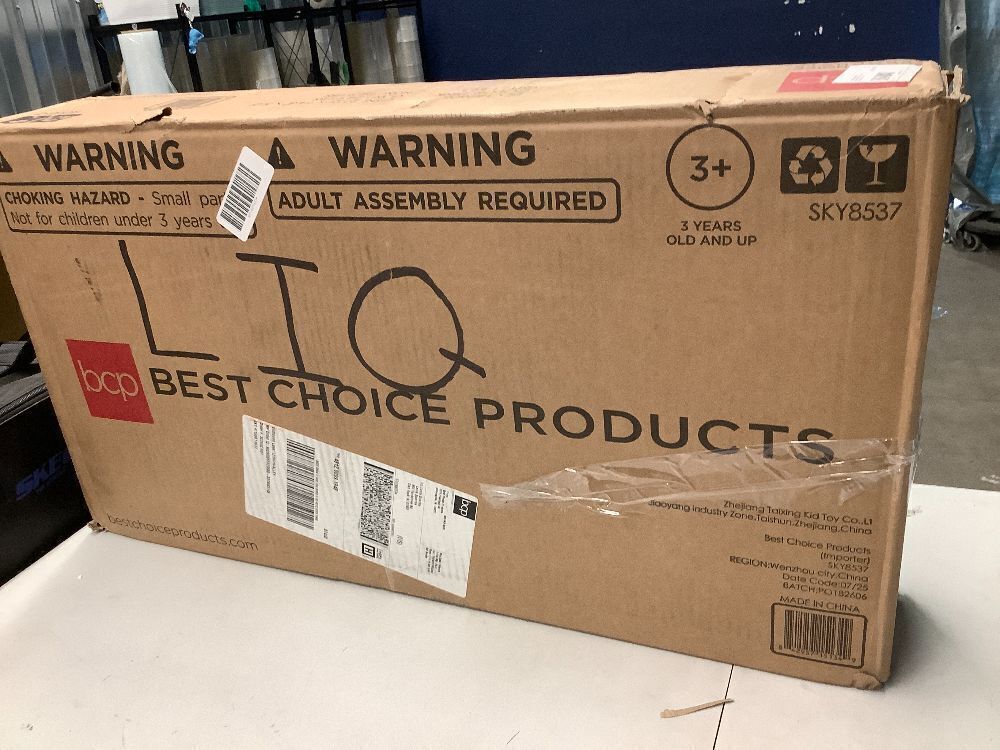 WARNING
CHOKING HAZARD - Small par
Not for children under 3 years
WARNING
ADULT ASSEMBLY REQUIRED
3+
3 YEARS
OLD AND UP
SKY8537
LIQ
bcp
BEST CHOICE PRODUCTS
bcp
bestchoiceproducts.com
Zhejiang Taixing Kid Toy Co.,Lt
Jiaoyang Industry Zone,Taishun,Zhejiang,China
Best Choice Products
(Importer)
SKY8537
REGION:Wenzhou city,China
Date Code:07/25
BATCH:PO182606
MADE IN CHINA